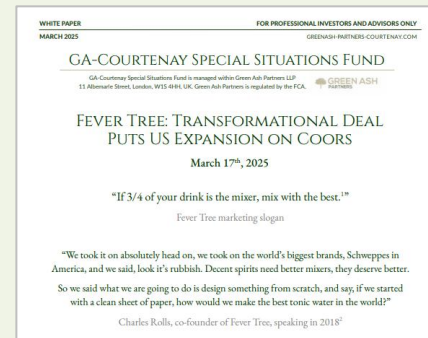 WHITE PAPER FOR PROFESSIONAL INVESTORS AND ADVISORS ONLY
MARCH 2025 GREENASH-PARTNERS-COURTENAY.COM
GA-Courtenay Special Situations Fund
GA-Courtenay Special Situations Fund is managed within Green Ash Partners LLP
11 Albemarle Street, London, W1S 4HH, UK. Green Ash Partners is regulated by the FCA.
GREEN ASH
PARTNERS
Fever Tree: Transformational Deal
Puts US Expansion on Coors
March 17th, 2025
“If 3/4 of your drink is the mixer, mix with the best.1”
Fever Tree marketing slogan
“We took it on absolutely head on, we took on the world’s biggest brands, Schweppes in
America, and we said, look it’s rubbish. Decent spirits need better mixers, they deserve better.
So we said what we are going to do is design something from scratch, and say, if we started
with a clean sheet of paper, how would we make the best tonic water in the world?”
Charles Rolls, co-founder of Fever Tree, speaking in 20182